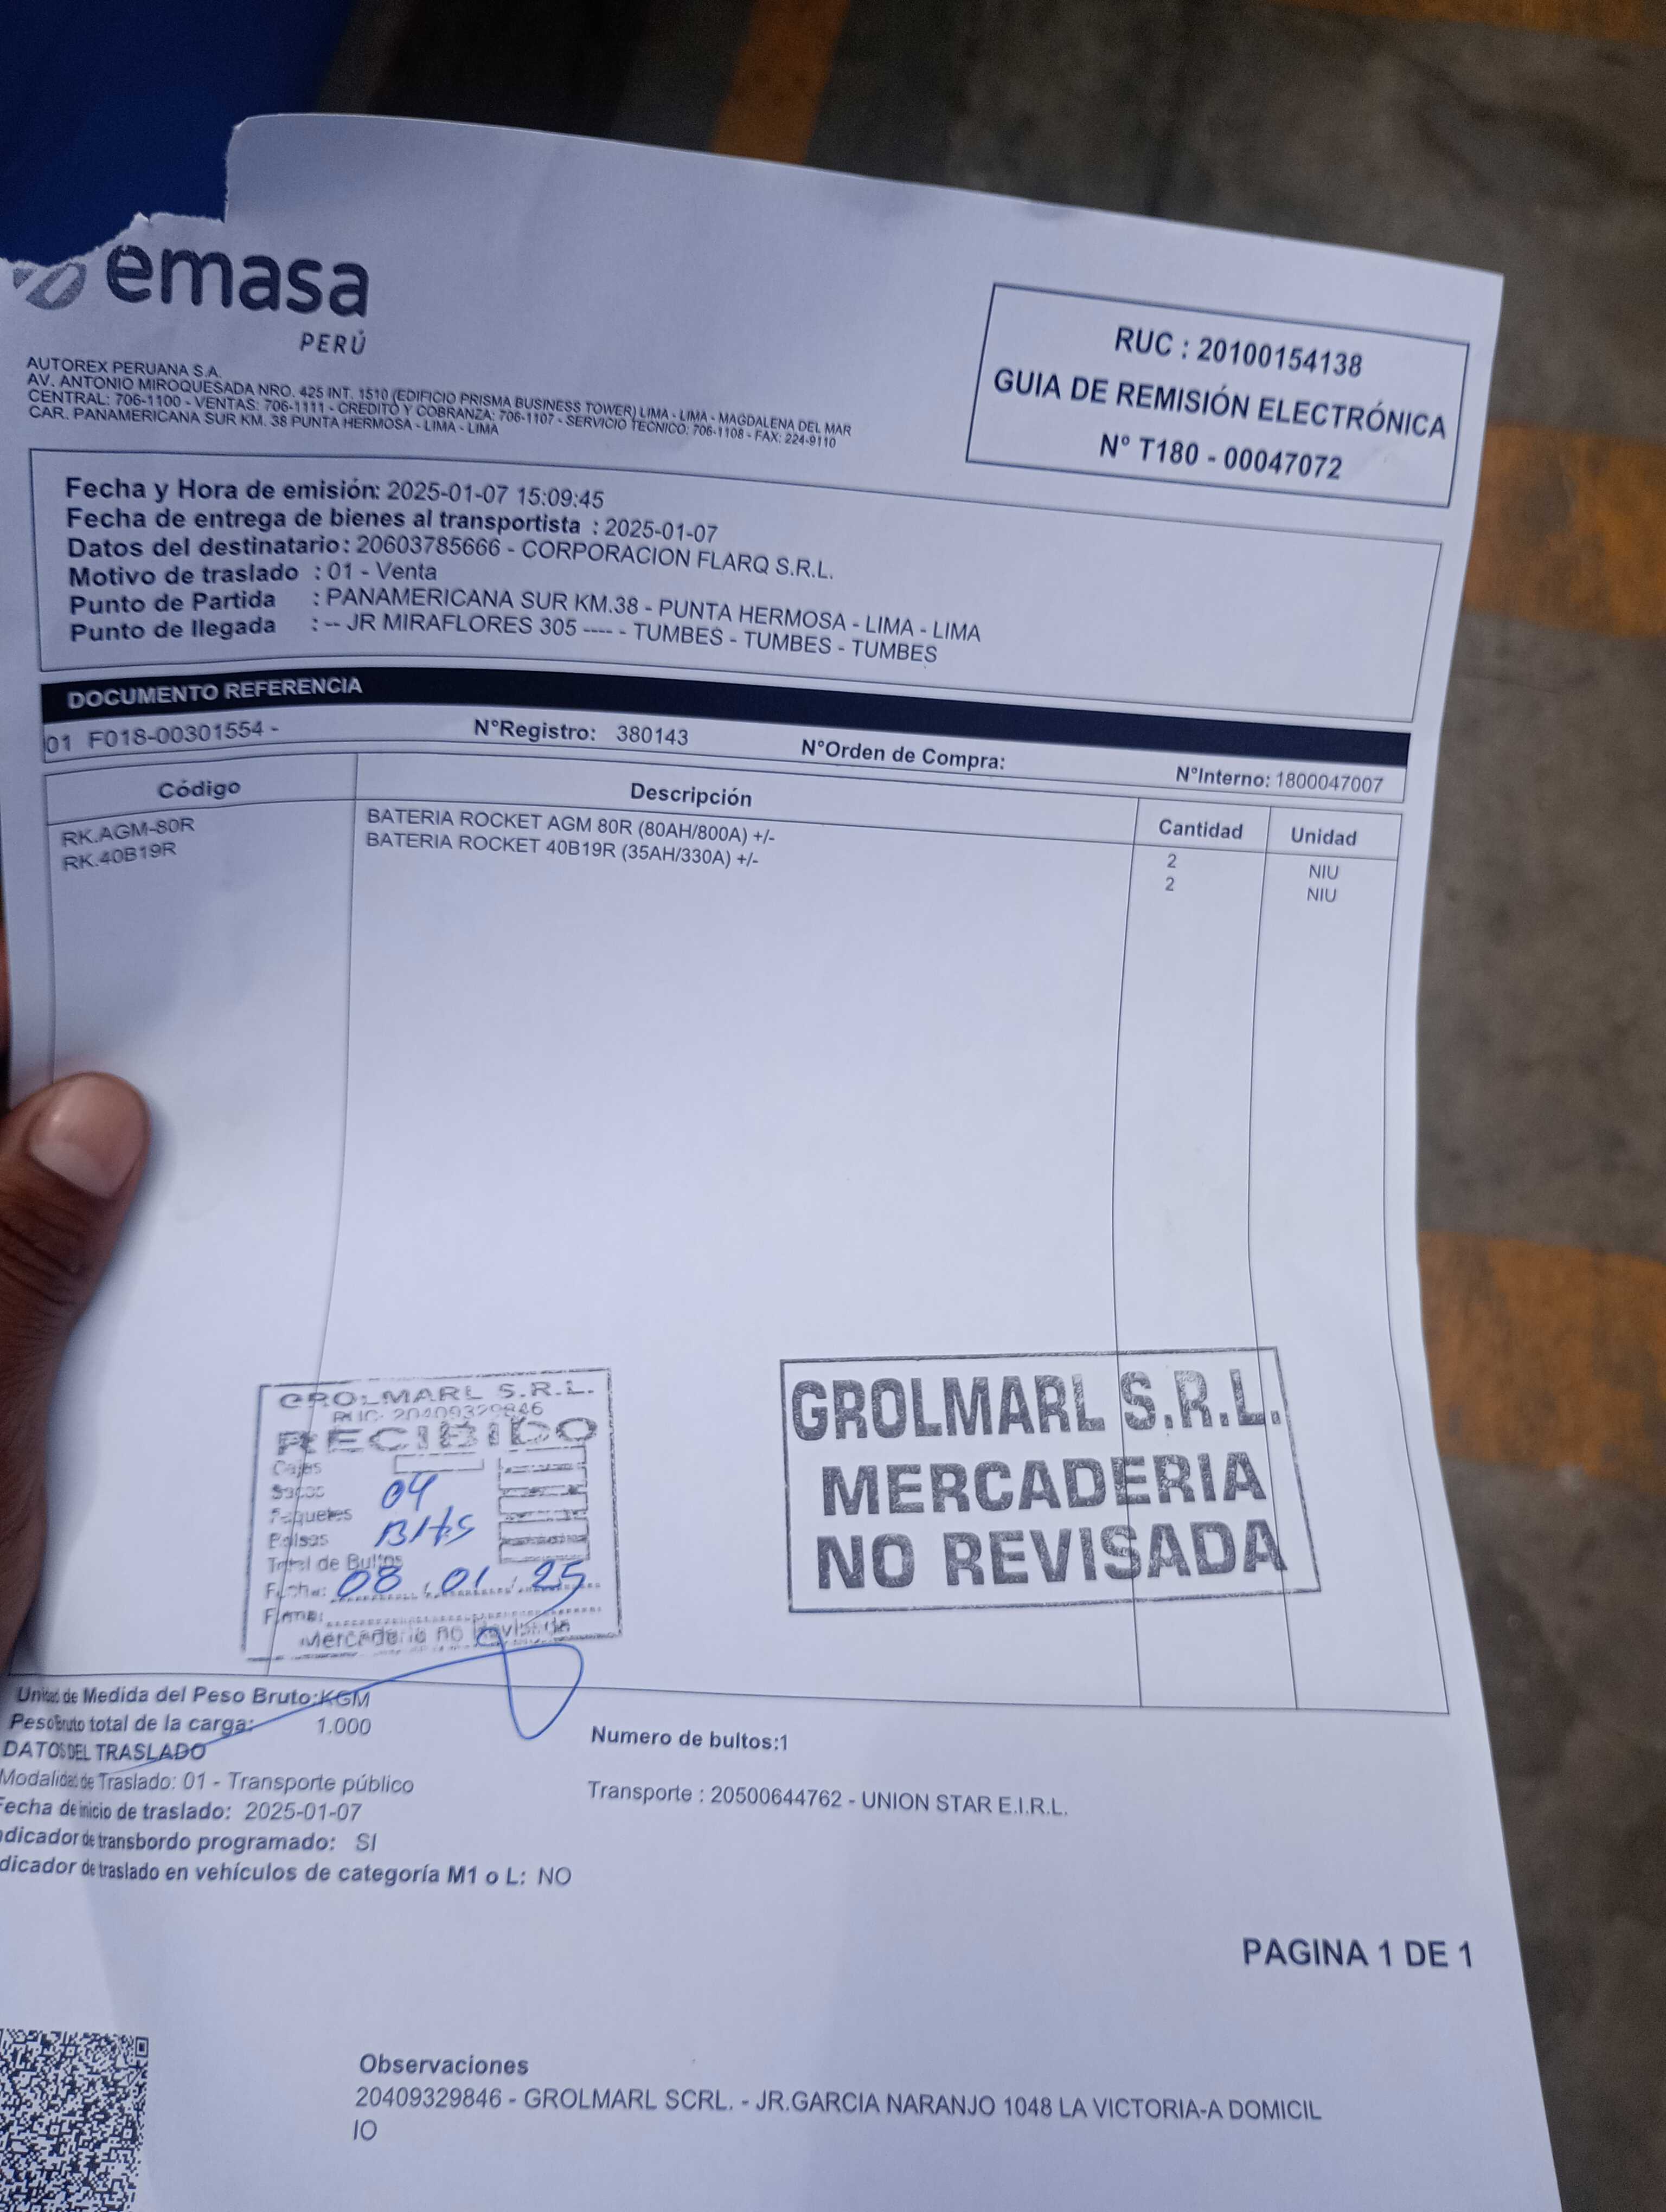 emasa
PERÚ
AUTOREX PERUANA S.A.
AV. ANTONIO MIROQUESADA NRO. 425 INT. 1510 (EDIFICIO PRISMA BUSINESS TOWER) LIMA - LIMA - MAGDALENA DEL MAR
CENTRAL: 706-1100 - VENTAS: 706-1111 - CREDITO Y COBRANZA: 706-1107 - SERVICIO TECNICO: 706-1108 - FAX: 224-9110
CAR. PANAMERICANA SUR KM. 38 PUNTA HERMOSA - LIMA - LIMA
RUC : 20100154138
GUIA DE REMISIÓN ELECTRÓNICA
N° T180 - 00047072
Fecha y Hora de emisión: 2025-01-07 15:09:45
Fecha de entrega de bienes al transportista : 2025-01-07
Datos del destinatario: 20603785666 - CORPORACION FLARQ S.R.L.
Motivo de traslado : 01 - Venta
Punto de Partida : PANAMERICANA SUR KM.38 - PUNTA HERMOSA - LIMA - LIMA
Punto de llegada : -- JR MIRAFLORES 305 ---- - TUMBES - TUMBES - TUMBES
DOCUMENTO REFERENCIA
01 F018-00301554 - N°Registro: 380143 N°Orden de Compra: N°Interno: 1800047007
Código Descripción Cantidad Unidad
RK.AGM-80R BATERIA ROCKET AGM 80R (80AH/800A) +/- 2 NIU
RK.40B19R BATERIA ROCKET 40B19R (35AH/330A) +/- 2 NIU
GROLMARL S.R.L.
RUC: 20409329846
RECIBIDO
Cajas
Sacos 04
Paquetes
Bolsas Blts
Total de Bultos
Fecha: 08 . 01 . 25
Firma:
Mercadería no Revisada
GROLMARL S.R.L.
MERCADERIA
NO REVISADA
Unidad de Medida del Peso Bruto: KGM
Peso Bruto total de la carga: 1.000
Numero de bultos:1
DATOS DEL TRASLADO
Modalidad de Traslado: 01 - Transporte público
Transporte : 20500644762 - UNION STAR E.I.R.L.
Fecha de inicio de traslado: 2025-01-07
ndicador de transbordo programado: SI
dicador de traslado en vehículos de categoría M1 o L: NO
PAGINA 1 DE 1
Observaciones
20409329846 - GROLMARL SCRL. - JR.GARCIA NARANJO 1048 LA VICTORIA-A DOMICIL
IO